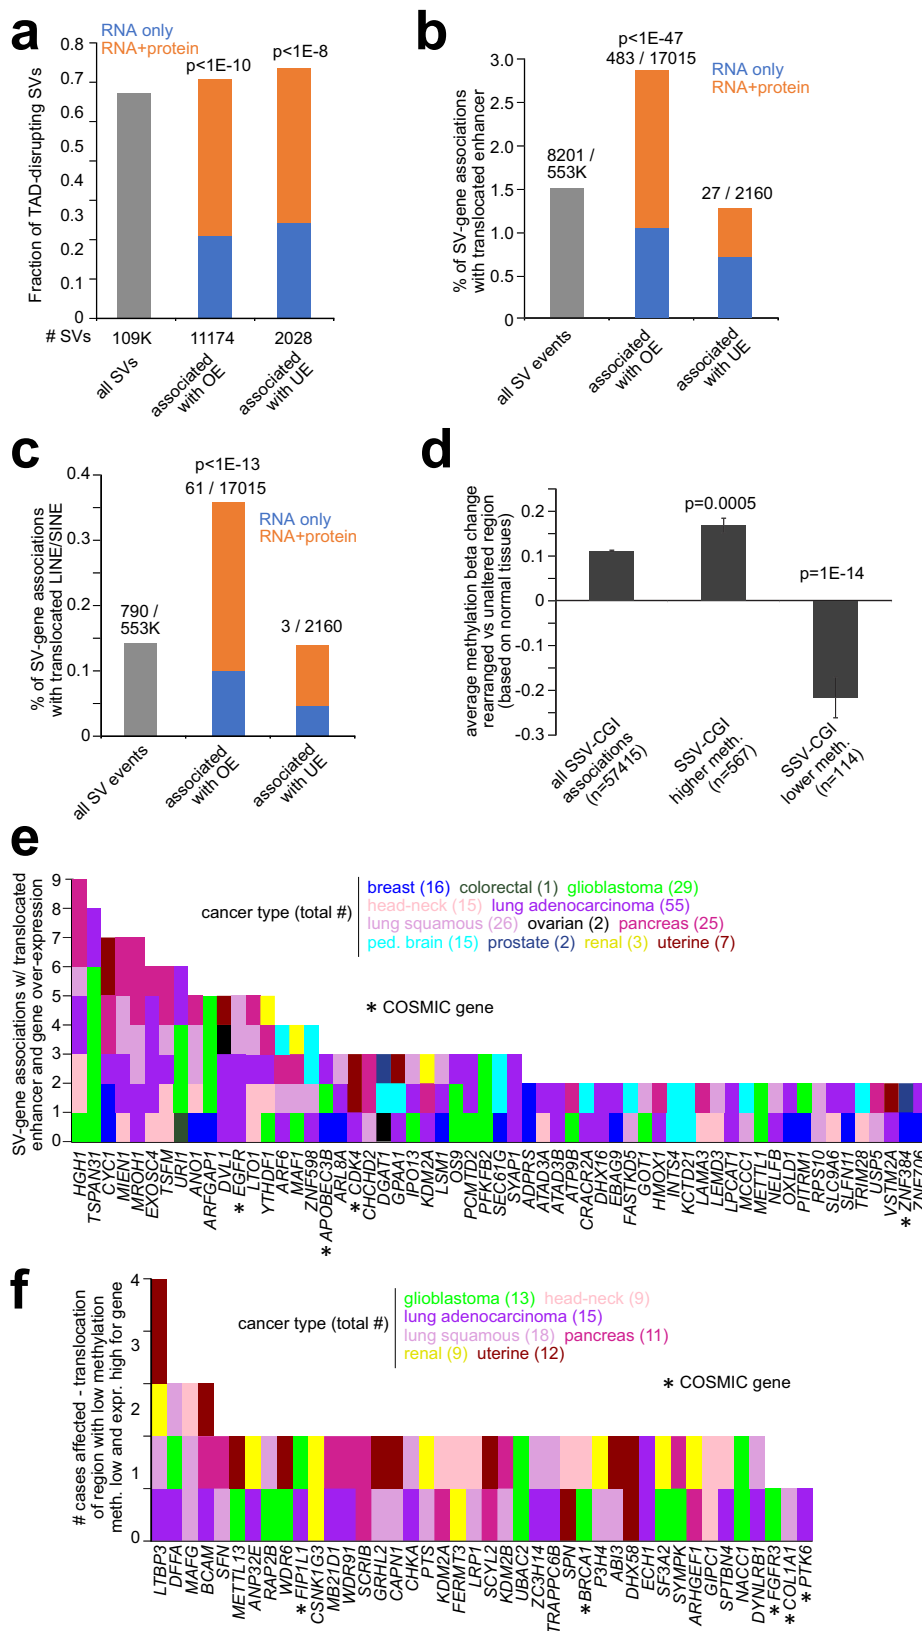 a
RNA only
RNA+protein
p<1E-10
p<1E-8
Fraction of TAD-disrupting SVs
0.8
0.7
0.6
0.5
0.4
0.3
0.2
0.1
0
# SVs
109K
11174
2028
all SVs
associated with OE
associated with UE
b
p<1E-47
483 / 17015
RNA only
RNA+protein
8201 /
553K
27 / 2160
% of SV-gene associations
with translocated enhancer
3.0
2.5
2.0
1.5
1.0
0.5
0
all SV events
associated with OE
associated with UE
c
p<1E-13
61 / 17015
RNA only
RNA+protein
790 /
553K
3 / 2160
% of SV-gene associations
with translocated LINE/SINE
0.4
0.3
0.2
0.1
0
all SV events
associated with OE
associated with UE
d
p=0.0005
p=1E-14
average methylation beta change
rearranged vs unaltered region
(based on normal tissues)
0.2
0.1
0
-0.1
-0.2
-0.3
all SSV-CGI
associations
(n=57415)
SSV-CGI
higher meth.
(n=567)
SSV-CGI
lower meth.
(n=114)
e
SV-gene associations w/ translocated
enhancer and gene over-expression
9
8
7
6
5
4
3
2
1
0
cancer type (total #)
breast (16) colorectal (1) glioblastoma (29)
head-neck (15) lung adenocarcinoma (55)
lung squamous (26) ovarian (2) pancreas (25)
ped. brain (15) prostate (2) renal (3) uterine (7)
* COSMIC gene
HGH1
TSPAN31
CYC1
MIEN1
MROH1
EXOSC4
TSFM
URI1
ANO1
ARFGAP1
DVL1
* EGFR
LTO1
YTHDF1
ARF6
MAF1
ZNF598
* APOBEC3B
ARL8A
* CDK4
CHCHD2
DGAT1
GPAA1
IPO13
KDM2A
LSM1
OS9
PCMTD2
PFKFB2
SEC61G
SYAP1
ADPRS
ATAD3A
ATAD3B
ATP9B
CRACR2A
DHX16
EBAG9
FASTKD5
GOT1
HMOX1
INTS4
KCTD21
LAMA3
LEMD3
LPCAT1
METTL1
NELFB
OXLD1
PITRM1
RPS10
SLC9A6
SLFN11
TRIM28
USP5
VSTM2A
* ZNF384
ZNF706
f
# cases affected - translocation
of region with low methylation
meth. low and expr. high for gene
4
3
2
1
0
cancer type (total #)
glioblastoma (13) head-neck (9)
lung adenocarcinoma (15)
lung squamous (18) pancreas (11)
renal (9) uterine (12)
* COSMIC gene
LTBP3
DFFA
MAFG
BCAM
SFN
METTL13
ANP32E
RAP2B
WDR6
* FIP1L1
CSNK1G3
MB21D1
WDR91
SCRIB
GRHL2
CAPN1
CHKA
PTS
KDM2A
FERMT3
LRP1
SCYL2
KDM2B
UBAC2
ZC3H14
TRAPPC6B
SPN
* BRCA1
P3H4
ABI3
DHX58
ECH1
SF3A2
SYMPK
ARHGEF1
GIPC1
SPTBN4
NACC1
DYNLRB1
* FGFR3
* COL1A1
* PTK6